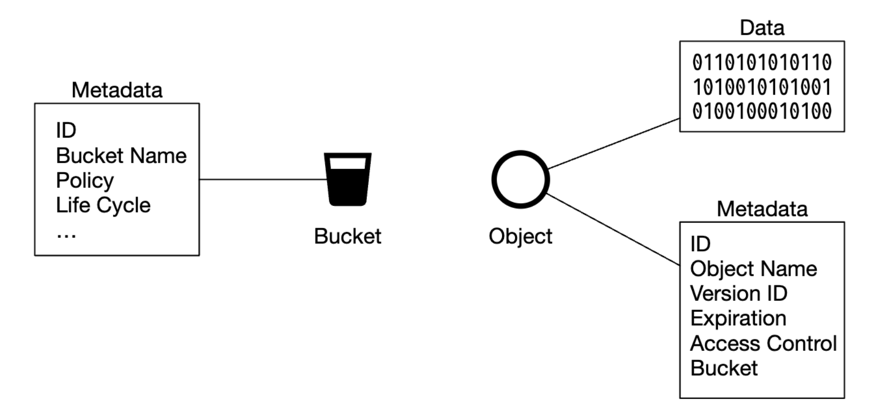 Metadata
ID
Bucket Name
Policy
Life Cycle
...
Bucket
Object
Data
0110101010110
1010010101001
0100100010100
Metadata
ID
Object Name
Version ID
Expiration
Access Control
Bucket